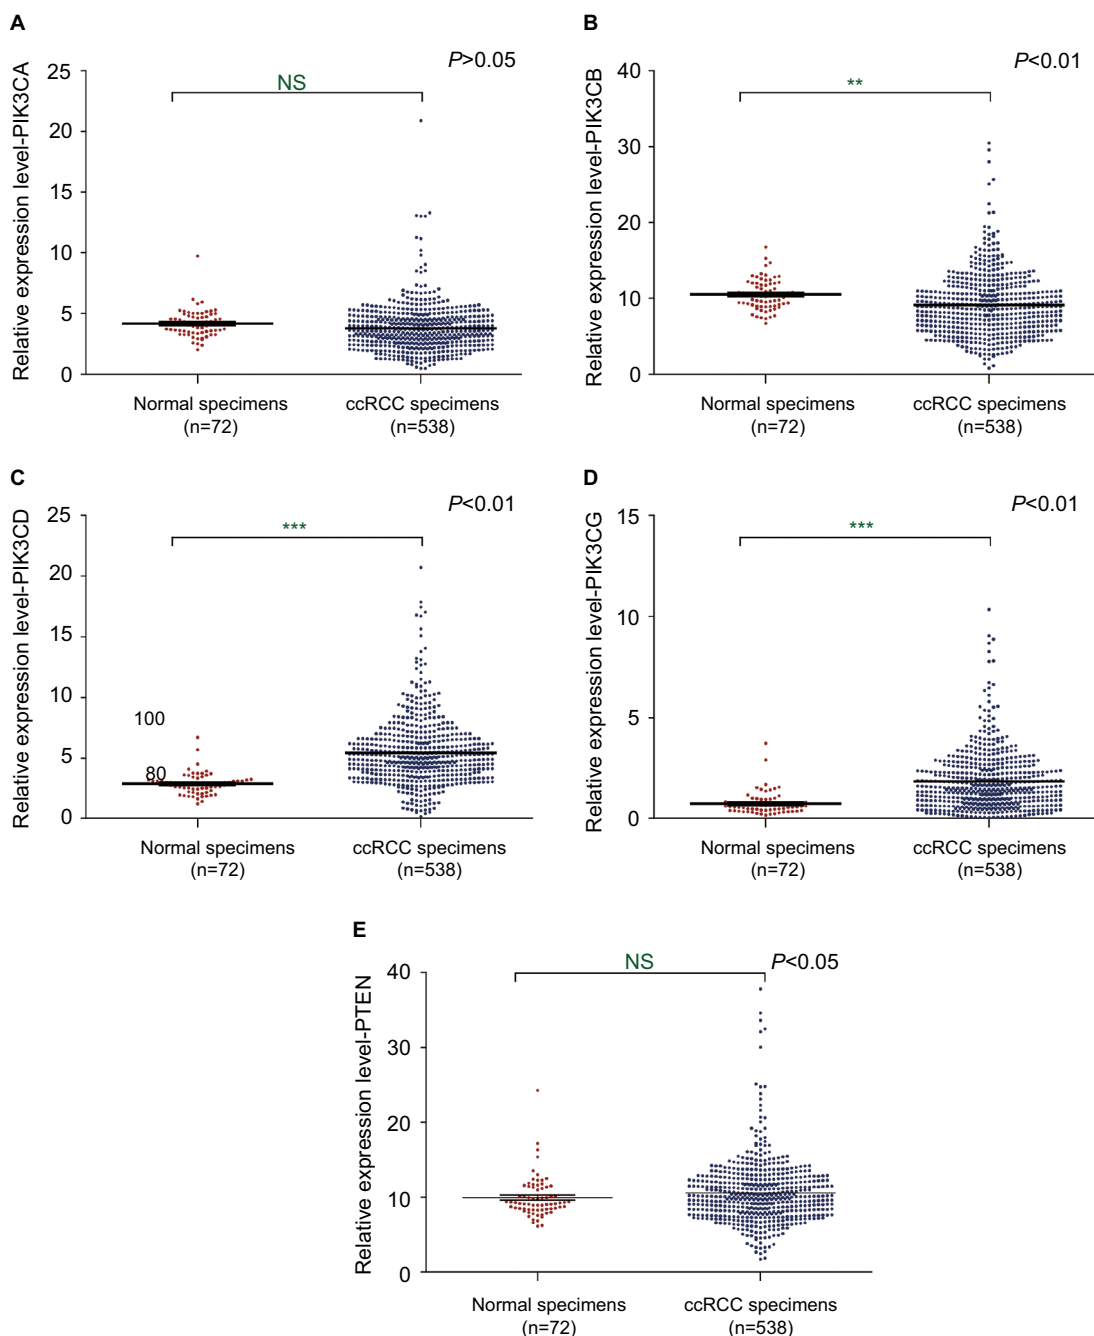 A
P>0.05
NS
Relative expression level-PIK3CA
25
20
15
10
5
0
Normal specimens
(n=72)
ccRCC specimens
(n=538)
B
P<0.01
**
Relative expression level-PIK3CB
40
30
20
10
0
Normal specimens
(n=72)
ccRCC specimens
(n=538)
C
P<0.01
***
Relative expression level-PIK3CD
25
20
15
10
5
0
100
80
Normal specimens
(n=72)
ccRCC specimens
(n=538)
D
P<0.01
***
Relative expression level-PIK3CG
15
10
5
0
Normal specimens
(n=72)
ccRCC specimens
(n=538)
E
P<0.05
NS
Relative expression level-PTEN
40
30
20
10
0
Normal specimens
(n=72)
ccRCC specimens
(n=538)